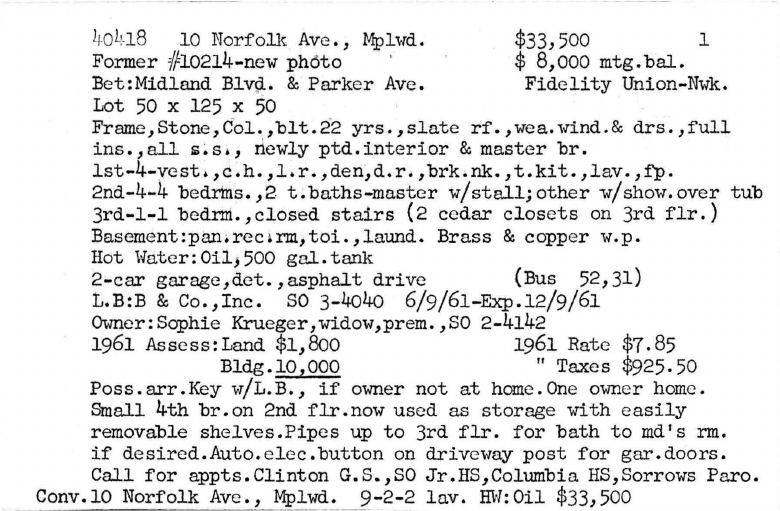 40418 10 Norfolk Ave., Mplwd. $33,500 1
Former #10214-new photo $ 8,000 mtg.bal.
Bet:Midland Blvd. & Parker Ave. Fidelity Union-Nwk.
Lot 50 x 125 x 50
Frame,Stone,Col.,blt.22 yrs.,slate rf.,wea.wind.& drs.,full
ins.,all s.s., newly ptd.interior & master br.
1st-4-vest.,c.h.,l.r.,den,d.r.,brk.nk.,t.kit.,lav.,fp.
2nd-4-4 bedrms.,2 t.baths-master w/stall;other w/show.over tub
3rd-1-1 bedrm.,closed stairs (2 cedar closets on 3rd flr.)
Basement:pan.rec.rm,toi.,laund. Brass & copper w.p.
Hot Water:Oil,500 gal.tank
2-car garage,det.,asphalt drive (Bus 52,31)
L.B:B & Co.,Inc. SO 3-4040 6/9/61-Exp.12/9/61
Owner:Sophie Krueger,widow,prem.,SO 2-4142
1961 Assess:Land $1,800 1961 Rate $7.85
Bldg.10,000 " Taxes $925.50
Poss.arr.Key w/L.B., if owner not at home.One owner home.
Small 4th br.on 2nd flr.now used as storage with easily
removable shelves.Pipes up to 3rd flr. for bath to md's rm.
if desired.Auto.elec.button on driveway post for gar.doors.
Call for appts.Clinton G.S.,SO Jr.HS,Columbia HS,Sorrows Paro.
Conv.10 Norfolk Ave., Mplwd. 9-2-2 lav. HW:Oil $33,500